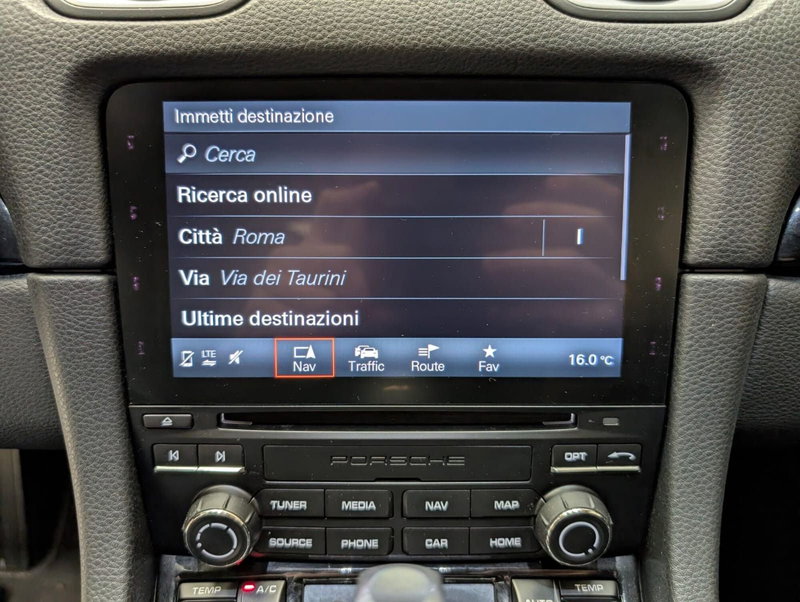 Immetti destinazione
Cerca
Ricerca online
Città Roma I
Via Via dei Taurini
Ultime destinazioni
LTE Nav Traffic Route Fav 16.0 °C
PORSCHE
OPT
TUNER MEDIA NAV MAP
SOURCE PHONE CAR HOME
TEMP A/C AUTO TEMP